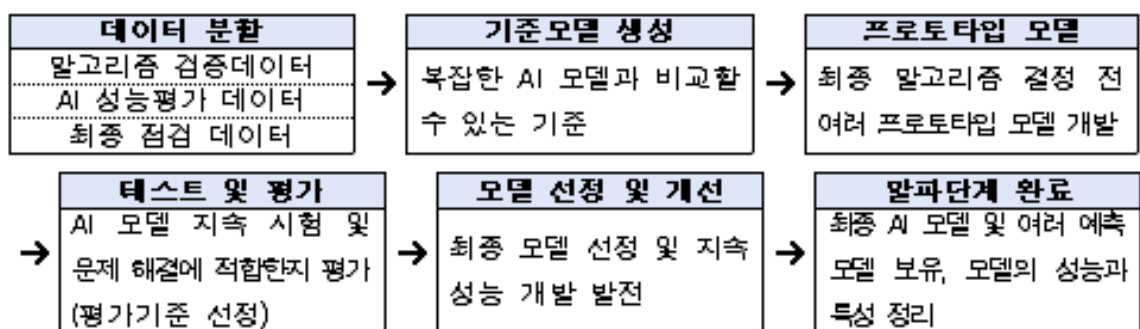 데이터 분할
알고리즘 검증데이터
AI 성능평가 데이터
최종 점검 데이터
→
기준모델 생성
복잡한 AI 모델과 비교할
수 있는 기준
→
프로토타입 모델
최종 알고리즘 결정 전
여러 프로토타입 모델 개발
→
테스트 및 평가
AI 모델 지속 시험 및
문제 해결에 적합한지 평가
(평가기준 선정)
→
모델 선정 및 개선
최종 모델 선정 및 지속
성능 개발 발전
→
알파단계 완료
최종 AI 모델 및 여러 예측
모델 보유, 모델의 성능과
특성 정리